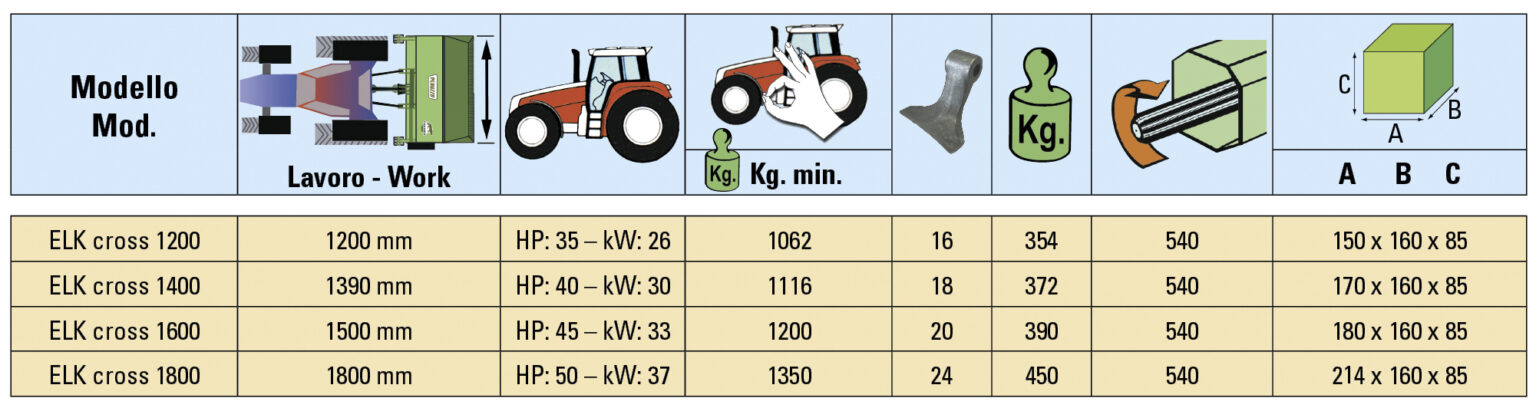 Modello
Mod.
Lavoro - Work
Kg.
Kg. min.
Kg.
C
B
A
A B C
ELK cross 1200 1200 mm HP: 35 – kW: 26 1062 16 354 540 150 x 160 x 85
ELK cross 1400 1390 mm HP: 40 – kW: 30 1116 18 372 540 170 x 160 x 85
ELK cross 1600 1500 mm HP: 45 – kW: 33 1200 20 390 540 180 x 160 x 85
ELK cross 1800 1800 mm HP: 50 – kW: 37 1350 24 450 540 214 x 160 x 85